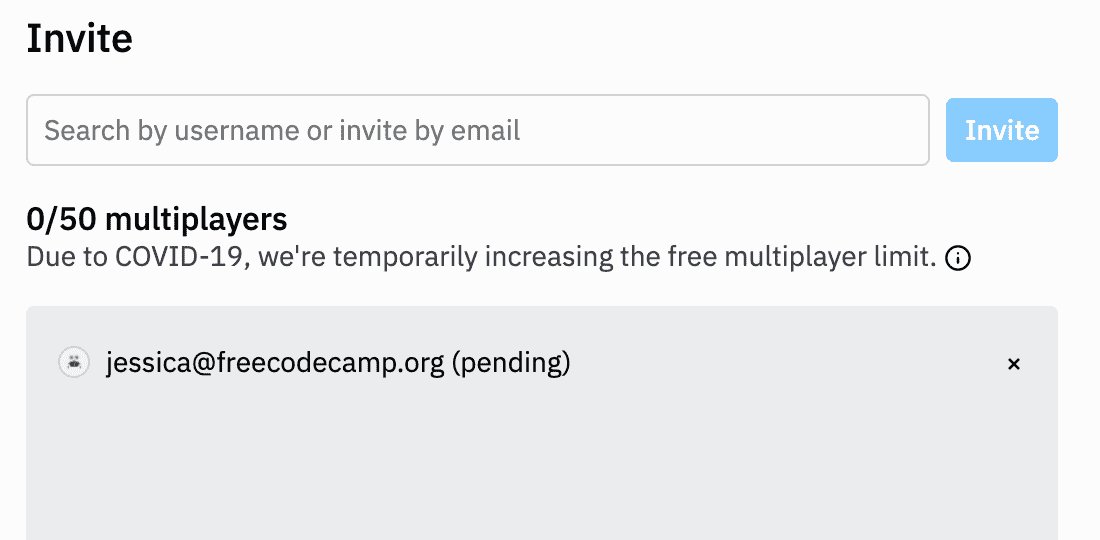 Invite
Search by username or invite by email
Invite
0/50 multiplayers
Due to COVID-19, we're temporarily increasing the free multiplayer limit.
jessica@freecodecamp.org (pending)